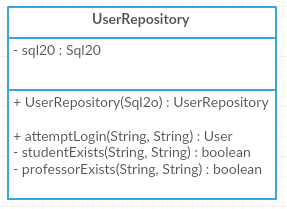 UserRepository
- sql20 : Sql20
+ UserRepository(Sql2o) : UserRepository
+ attemptLogin(String, String) : User
- studentExists(String, String) : boolean
- professorExists(String, String) : boolean